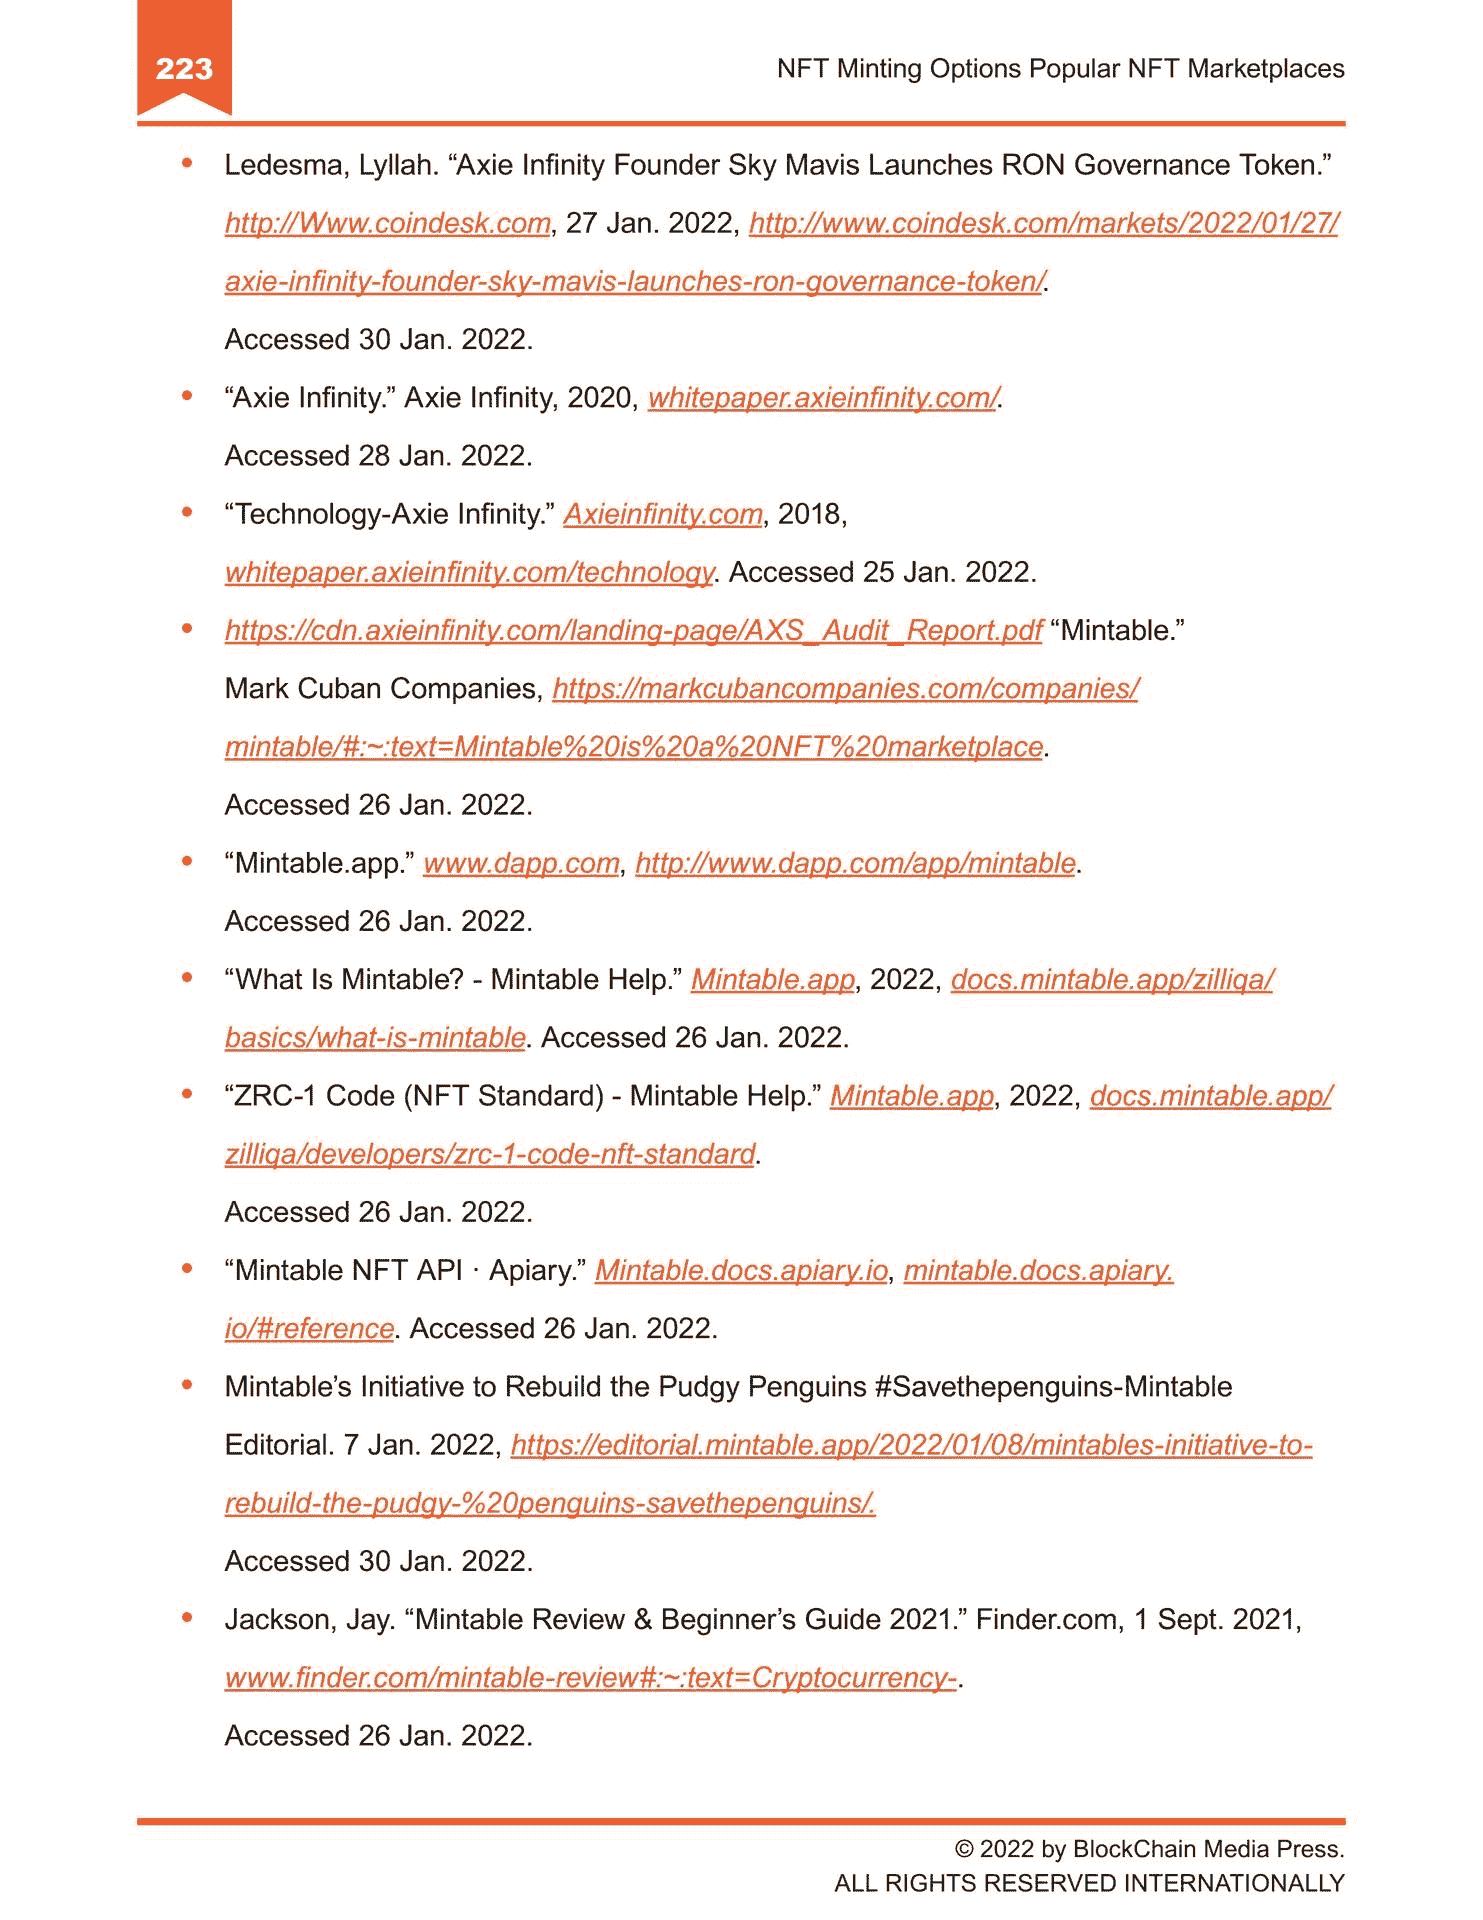 223
NFT Minting Options Popular NFT Marketplaces
• Ledesma, Lyllah. “Axie Infinity Founder Sky Mavis Launches RON Governance Token.”
http://Www.coindesk.com, 27 Jan. 2022, http://www.coindesk.com/markets/2022/01/27/
axie-infinity-founder-sky-mavis-launches-ron-governance-token/.
Accessed 30 Jan. 2022.
• “Axie Infinity.” Axie Infinity, 2020, whitepaper.axieinfinity.com/.
Accessed 28 Jan. 2022.
• “Technology-Axie Infinity.” Axieinfinity.com, 2018,
whitepaper.axieinfinity.com/technology. Accessed 25 Jan. 2022.
• https://cdn.axieinfinity.com/landing-page/AXS_Audit_Report.pdf “Mintable.”
Mark Cuban Companies, https://markcubancompanies.com/companies/
mintable/#:~:text=Mintable%20is%20a%20NFT%20marketplace.
Accessed 26 Jan. 2022.
• “Mintable.app.” www.dapp.com, http://www.dapp.com/app/mintable.
Accessed 26 Jan. 2022.
• “What Is Mintable? - Mintable Help.” Mintable.app, 2022, docs.mintable.app/zilliqa/
basics/what-is-mintable. Accessed 26 Jan. 2022.
• “ZRC-1 Code (NFT Standard) - Mintable Help.” Mintable.app, 2022, docs.mintable.app/
zilliqa/developers/zrc-1-code-nft-standard.
Accessed 26 Jan. 2022.
• “Mintable NFT API · Apiary.” Mintable.docs.apiary.io, mintable.docs.apiary.
io/#reference. Accessed 26 Jan. 2022.
• Mintable’s Initiative to Rebuild the Pudgy Penguins #Savethepenguins-Mintable
Editorial. 7 Jan. 2022, https://editorial.mintable.app/2022/01/08/mintables-initiative-to-
rebuild-the-pudgy-%20penguins-savethepenguins/.
Accessed 30 Jan. 2022.
• Jackson, Jay. “Mintable Review & Beginner’s Guide 2021.” Finder.com, 1 Sept. 2021,
www.finder.com/mintable-review#:~:text=Cryptocurrency-.
Accessed 26 Jan. 2022.
© 2022 by BlockChain Media Press.
ALL RIGHTS RESERVED INTERNATIONALLY